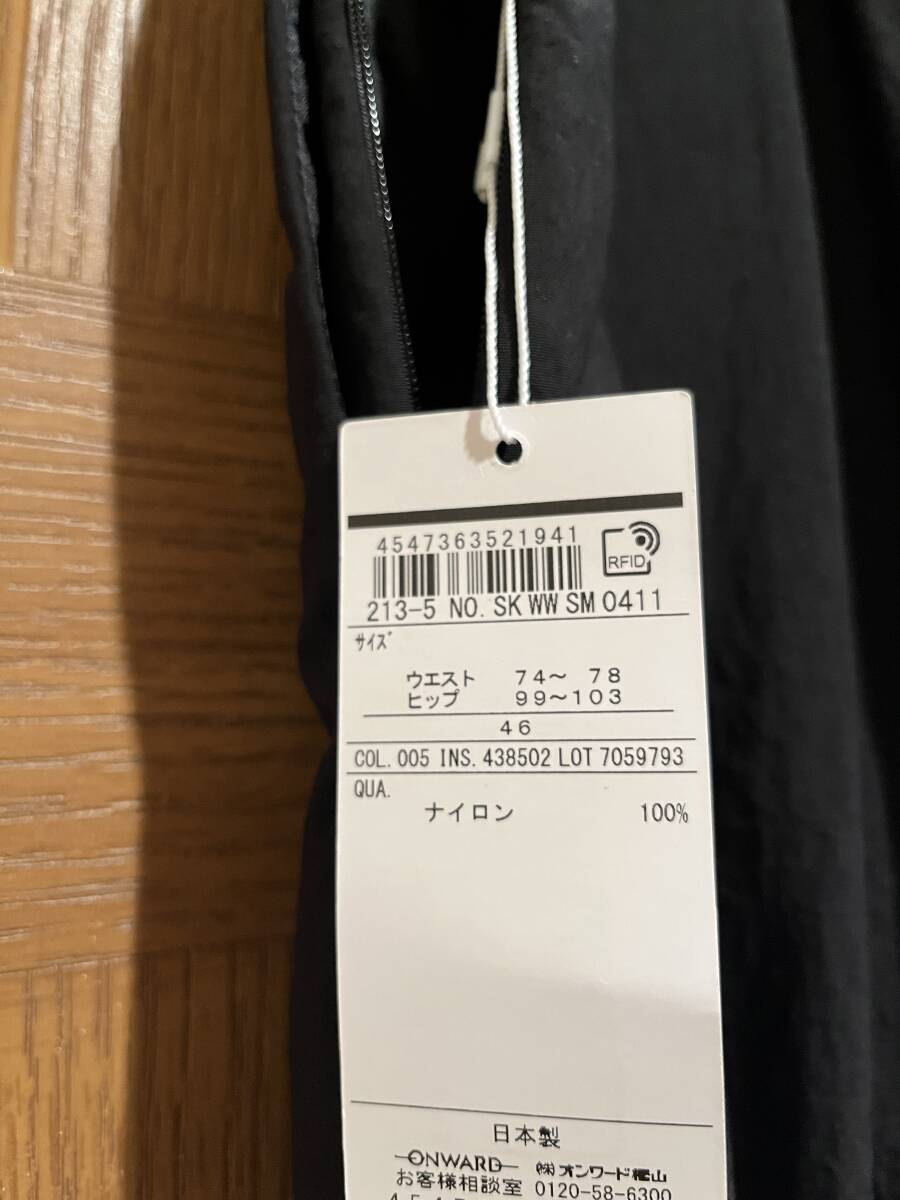 4547363521941
RFID
213-5 NO. SK WW SM 0411
サイズ
ウエスト 74～ 78
ヒップ 99～103
46
COL. 005 INS. 438502 LOT 7059793
QUA.
ナイロン 100%
日本製
ONWARD ㈱オンワード樫山
お客様相談室 0120-58-6300